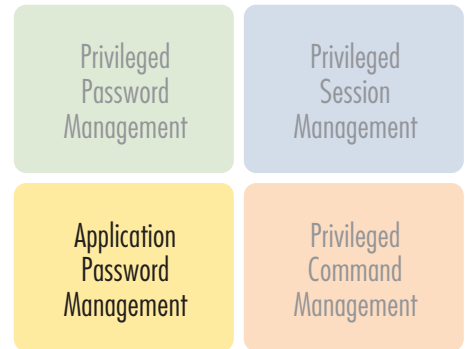 Privileged
Password
Management
Privileged
Session
Management
Application
Password
Management
Privileged
Command
Management